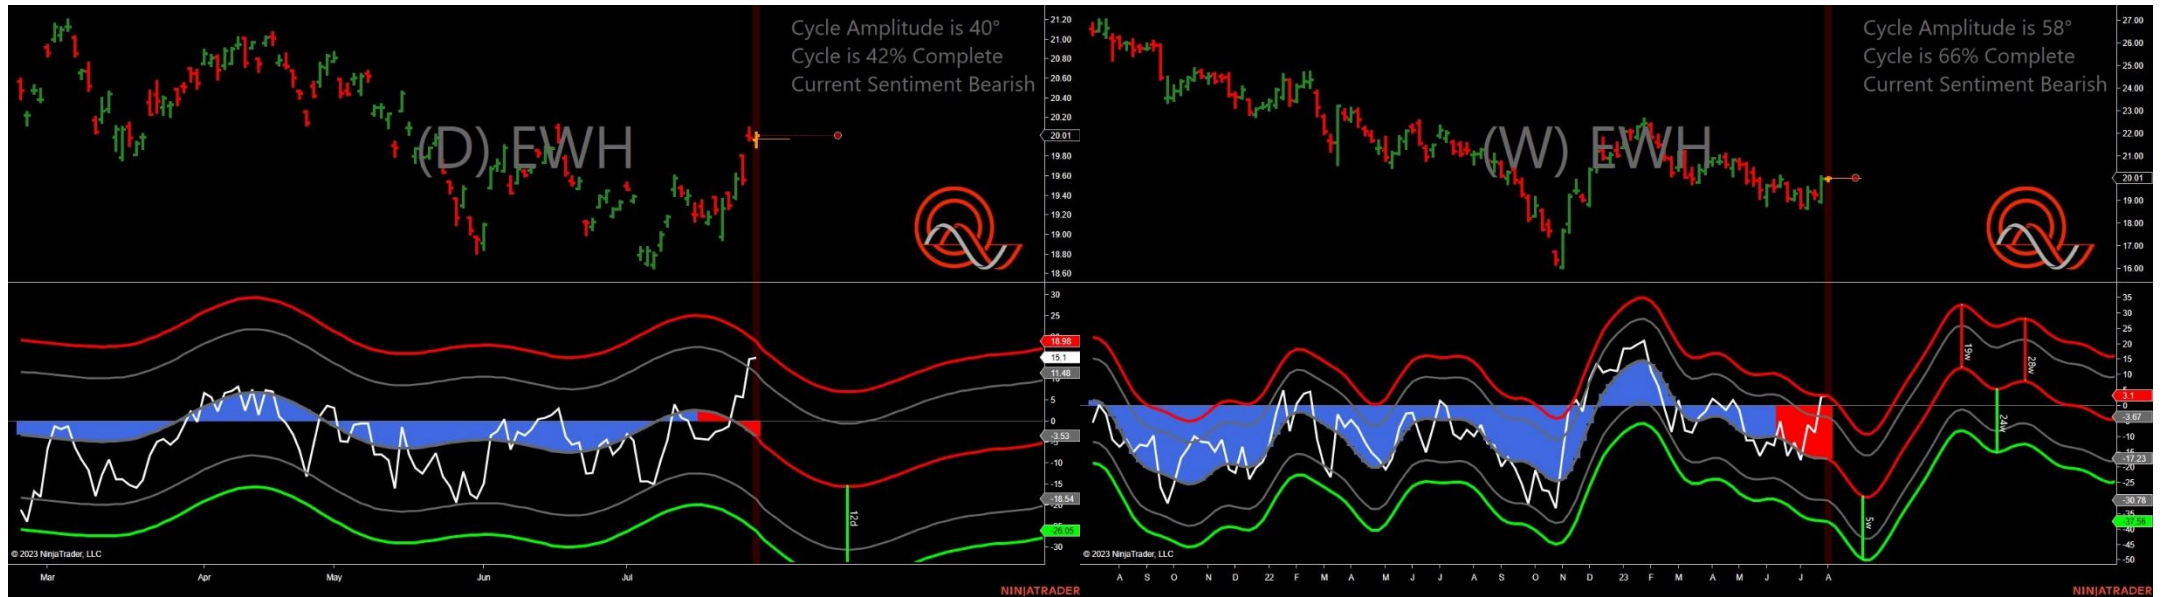 Cycle Amplitude is 40°
Cycle is 42% Complete
Current Sentiment Bearish
(D) EWH
21.20
21.00
20.80
20.60
20.40
20.20
20.01
19.80
19.60
19.40
19.20
19.00
18.80
18.60
30
25
18.98
15.1
11.48
5
0
-3.53
-10
-15
-18.54
-26.05
-30
12d
© 2023 NinjaTrader, LLC
Mar Apr May Jun Jul
NINJATRADER
Cycle Amplitude is 58°
Cycle is 66% Complete
Current Sentiment Bearish
(W) EWH
27.00
26.00
25.00
24.00
23.00
22.00
21.00
20.01
19.00
18.00
17.00
16.00
35
30
25
20
15
10
3.1
0
-3.67
-10
-17.23
-20
-25
-30.78
-37.56
-45
-50
19w
28w
24w
5w
© 2023 NinjaTrader, LLC
A S O N D 22 F M A M J J A S O N D 23 F M A M J J A
NINJATRADER